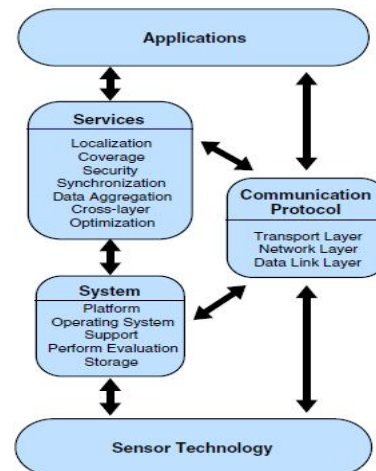 Applications
Services
Localization
Coverage
Security
Synchronization
Data Aggregation
Cross-layer
Optimization
Communication
Protocol
Transport Layer
Network Layer
Data Link Layer
System
Platform
Operating System
Support
Perform Evaluation
Storage
Sensor Technology